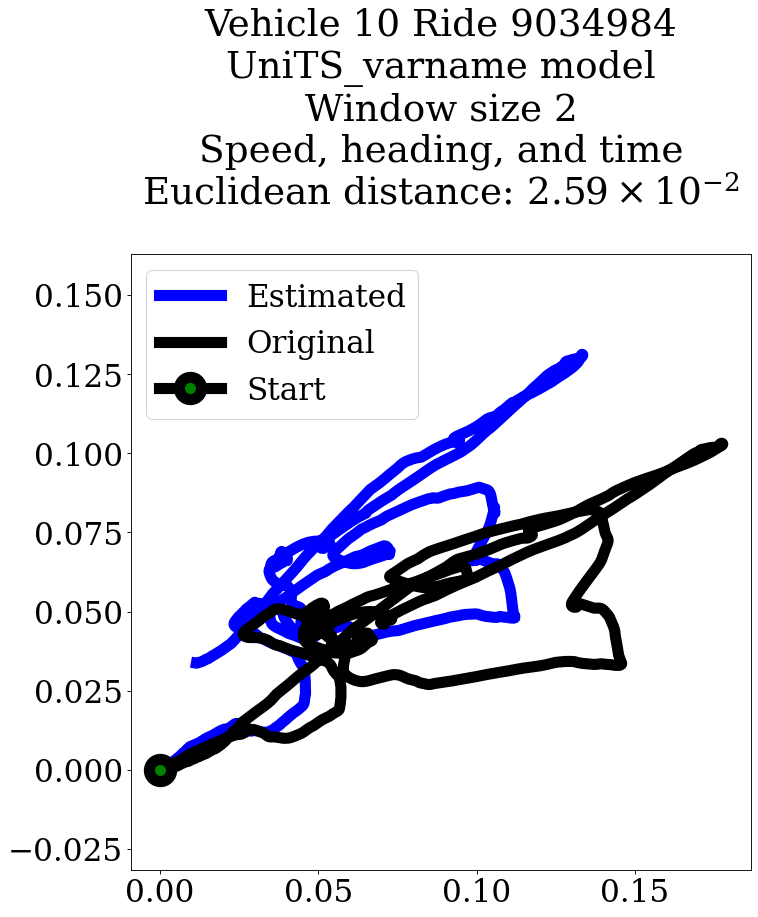 Vehicle 10 Ride 9034984
UniTS_varname model
Window size 2
Speed, heading, and time
Euclidean distance: 2.59 × 10⁻²
0.150
0.125
0.100
0.075
0.050
0.025
0.000
−0.025
Estimated
Original
Start
0.00 0.05 0.10 0.15